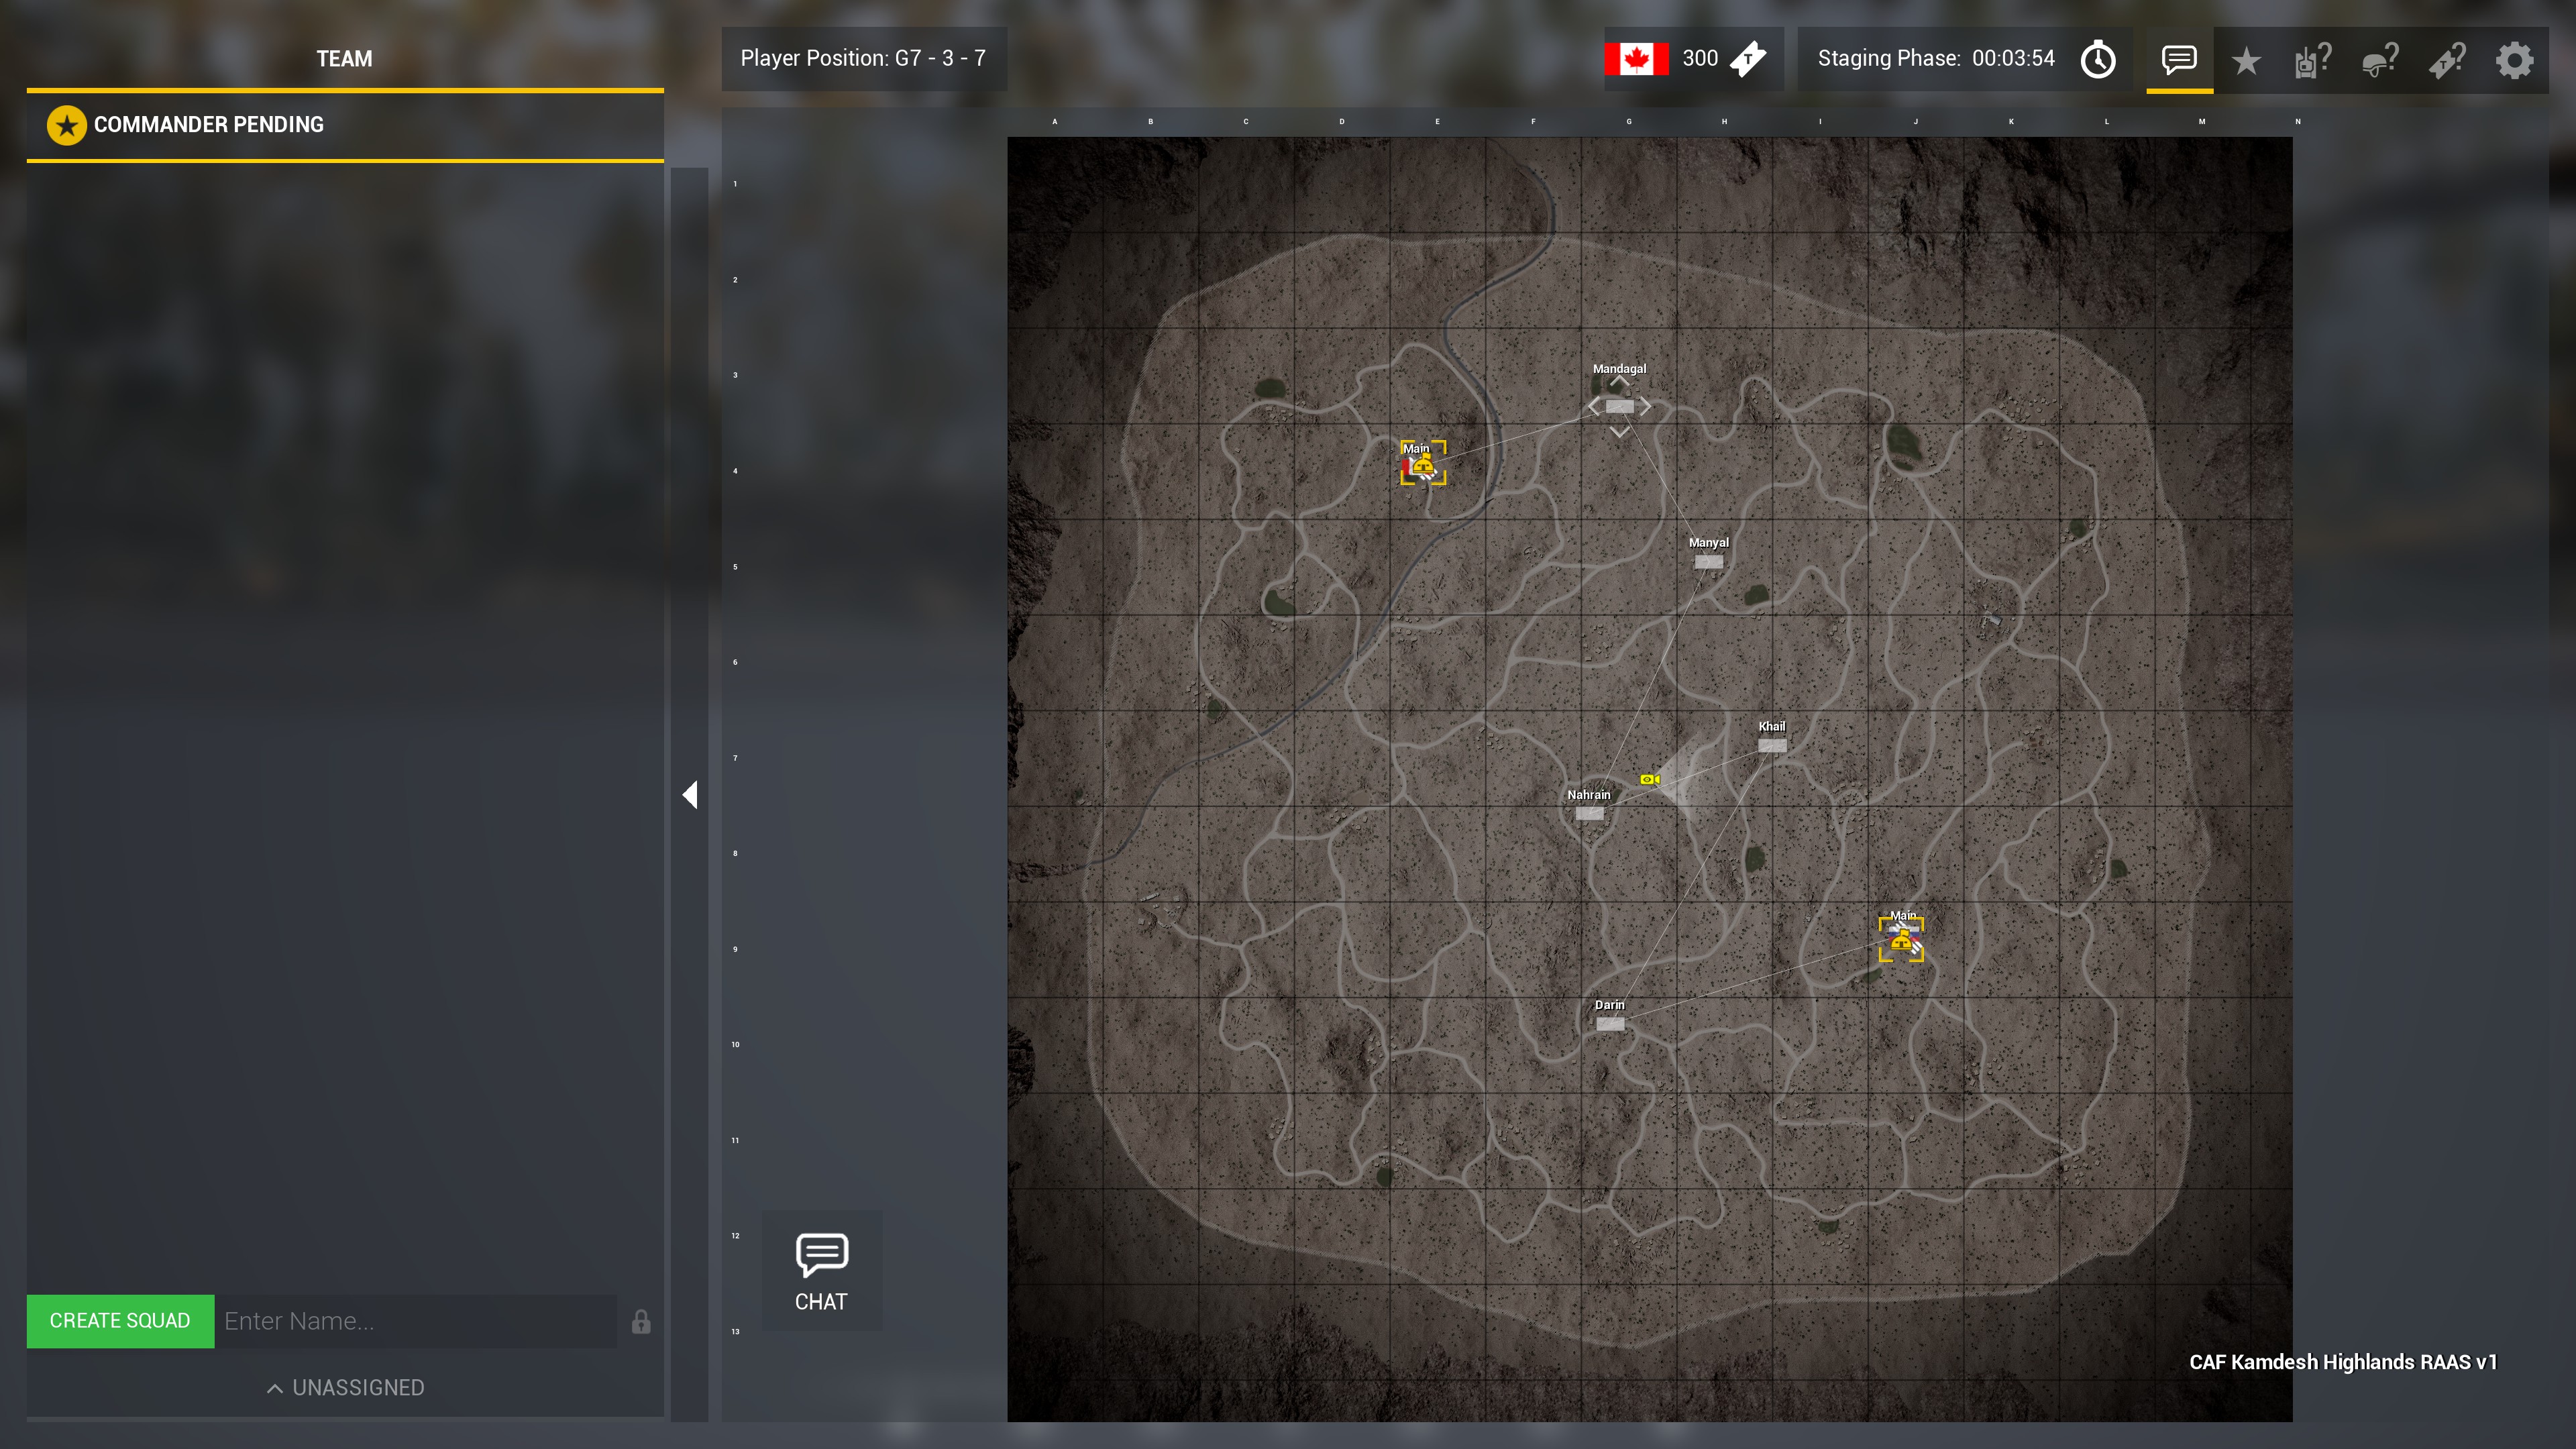 TEAM
Player Position: G7 - 3 - 7
300
T
Staging Phase: 00:03:54
?
?
T?
COMMANDER PENDING
A B C D E F G H I J K L M N
1
2
3
4
5
6
7
8
9
10
11
12
13
Mandagal
Main
Manyal
Khail
Nahrain
Main
Darin
CHAT
CREATE SQUAD
Enter Name...
UNASSIGNED
CAF Kamdesh Highlands RAAS v1